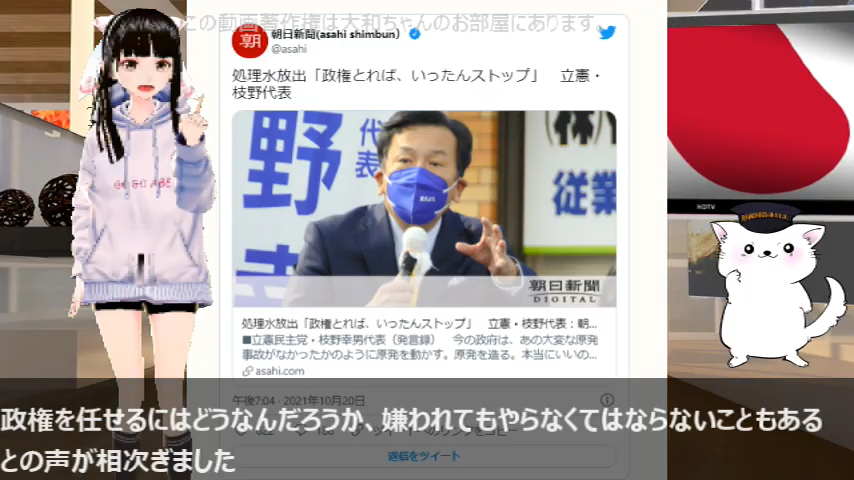 この動画著作権は大和ちゃんのお部屋にあります。
朝日新聞(asahi shimbun)
@asahi
処理水放出「政権とれば、いったんストップ」　立憲・
枝野代表
野
代表
幸
(株)
従業
朝日新聞
DIGITAL
処理水放出「政権とれば、いったんストップ」　立憲・枝野代表：朝...
■立憲民主党・枝野幸男代表（発言録）　今の政府は、あの大変な原発
事故がなかったかのように原発を動かす。原発を造る。本当にいいの...
asahi.com
午後7:04 · 2021年10月20日
返信をツイート
HDTV
政権を任せるにはどうなんだろうか、嫌われてもやらなくてはならないこともある
との声が相次ぎました